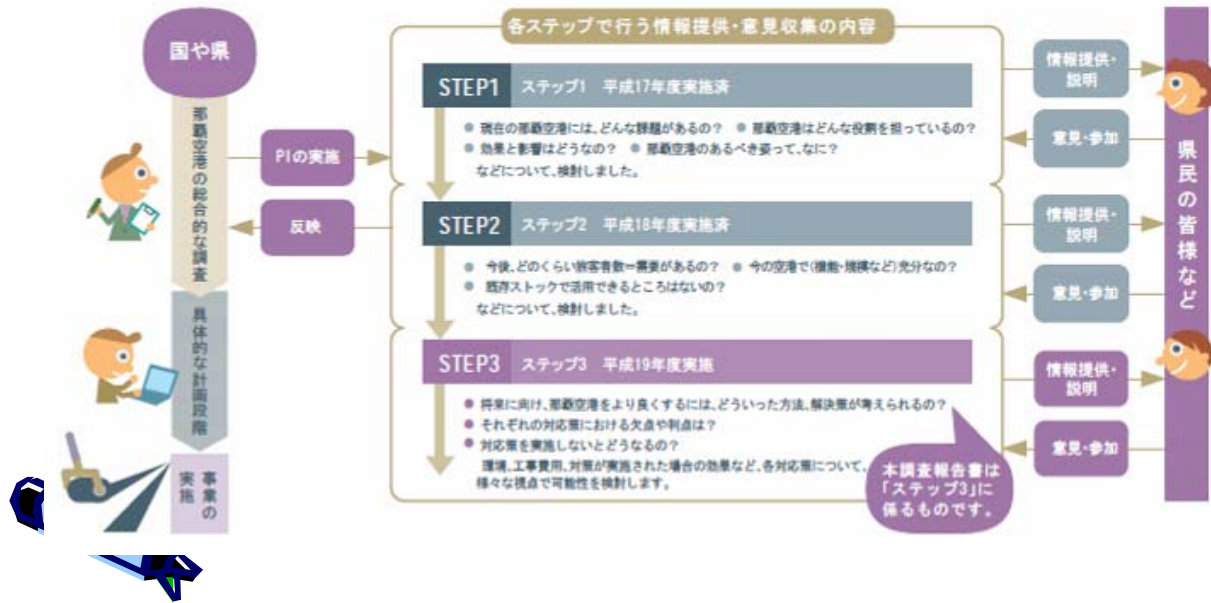 各ステップで行う情報提供・意見収集の内容
国や県
那覇空港の総合的な調査
具体的な計画段階
事業の
実施
PIの実施
反映
STEP1 ステップ1 平成17年度実施済
● 現在の那覇空港には、どんな課題があるの? ● 那覇空港はどんな役割を担っているの?
● 効果と影響はどうなの? ● 那覇空港のあるべき姿って、なに?
などについて、検討しました。
STEP2 ステップ2 平成18年度実施済
● 今後、どのくらい旅客者数=需要があるの? ● 今の空港で(機能・規模など)充分なの?
● 既存ストックで活用できるところはないの?
などについて、検討しました。
STEP3 ステップ3 平成19年度実施
● 将来に向け、那覇空港をより良くするには、どういった方法、解決策が考えられるの?
● それぞれの対応策における欠点や利点は?
● 対応策を実施しないとどうなるの?
環境、工事費用、対策が実施された場合の効果など、各対応策について、
様々な視点で可能性を検討します。
本調査報告書は
「ステップ3」に
係るものです。
情報提供・
説明
意見・参加
情報提供・
説明
意見・参加
情報提供・
説明
意見・参加
県民の皆様など